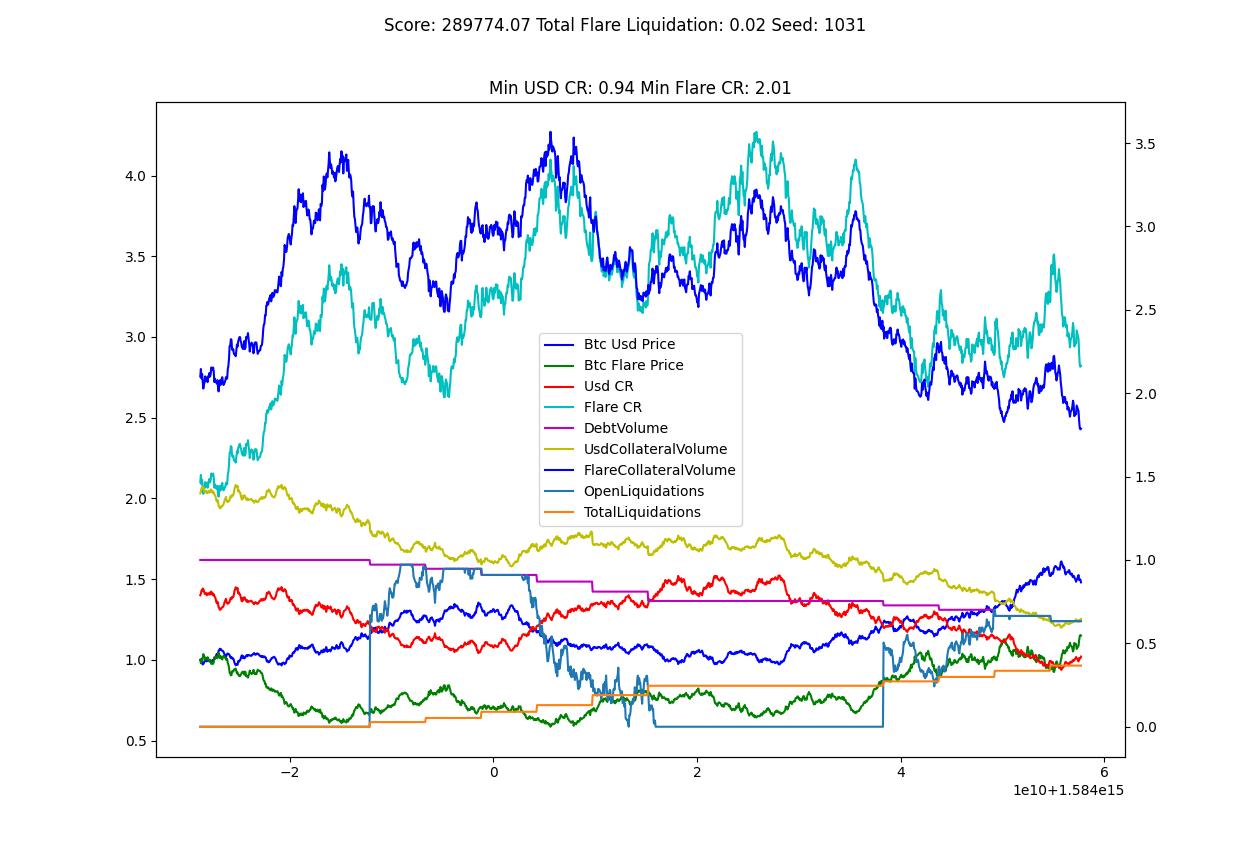 Score: 289774.07 Total Flare Liquidation: 0.02 Seed: 1031
Min USD CR: 0.94 Min Flare CR: 2.01
4.0
3.5
3.0
2.5
2.0
1.5
1.0
0.5
3.5
3.0
2.5
2.0
1.5
1.0
0.5
0.0
Btc Usd Price
Btc Flare Price
Usd CR
Flare CR
DebtVolume
UsdCollateralVolume
FlareCollateralVolume
OpenLiquidations
TotalLiquidations
−2 0 2 4 6
1e10+1.584e15